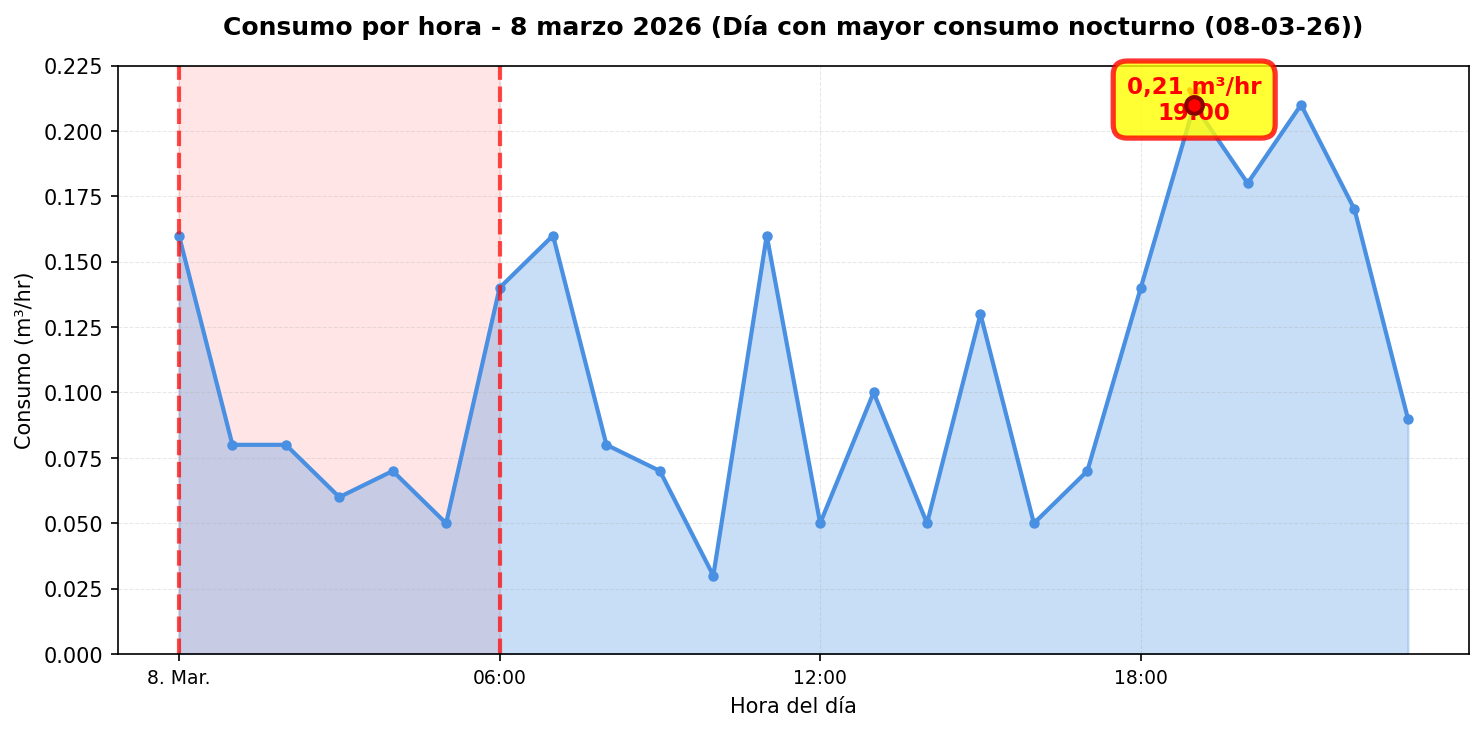 Consumo por hora - 8 marzo 2026 (Día con mayor consumo nocturno (08-03-26))
0,21 m³/hr
19:00
0.225
0.200
0.175
0.150
0.125
0.100
0.075
0.050
0.025
0.000
Consumo (m³/hr)
8. Mar.
06:00
12:00
18:00
Hora del día